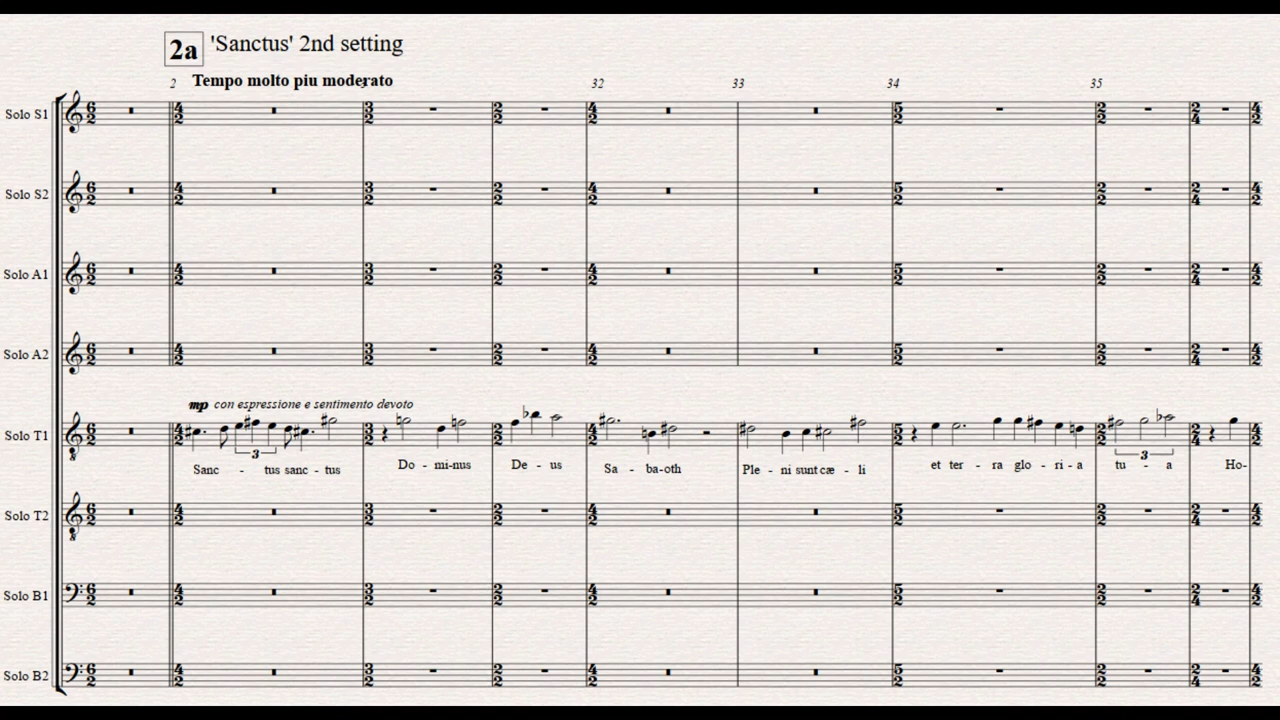 2a 'Sanctus' 2nd setting
2 Tempo molto piu moderato 32 33 34 35
Solo S1
Solo S2
Solo A1
Solo A2
mp con espressione e sentimento devoto
Solo T1
3 3
Sanc - tus sanc - tus Do - mi-nus De - us Sa - ba-oth Ple - ni sunt cæ - li et ter - ra glo - ri - a tu - a Ho-
Solo T2
Solo B1
Solo B2